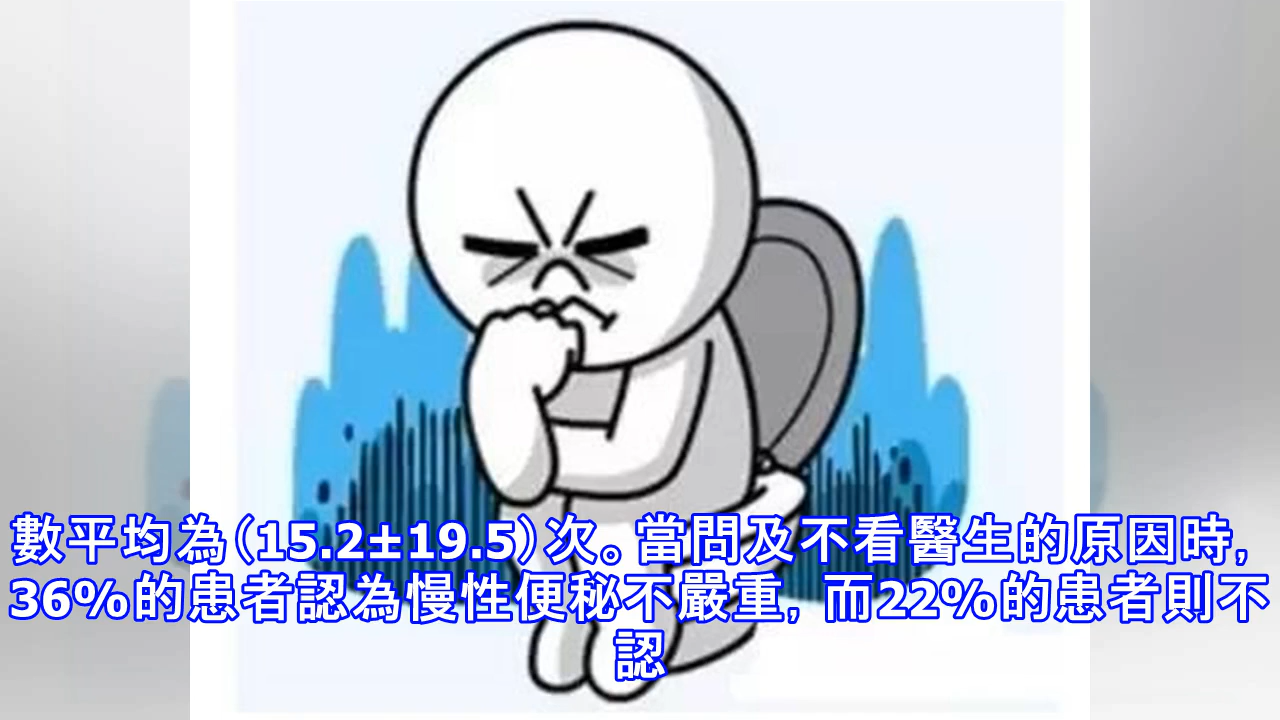 數平均為(15.2±19.5)次。當問及不看醫生的原因時,
36%的患者認為慢性便秘不嚴重, 而22%的患者則不
認